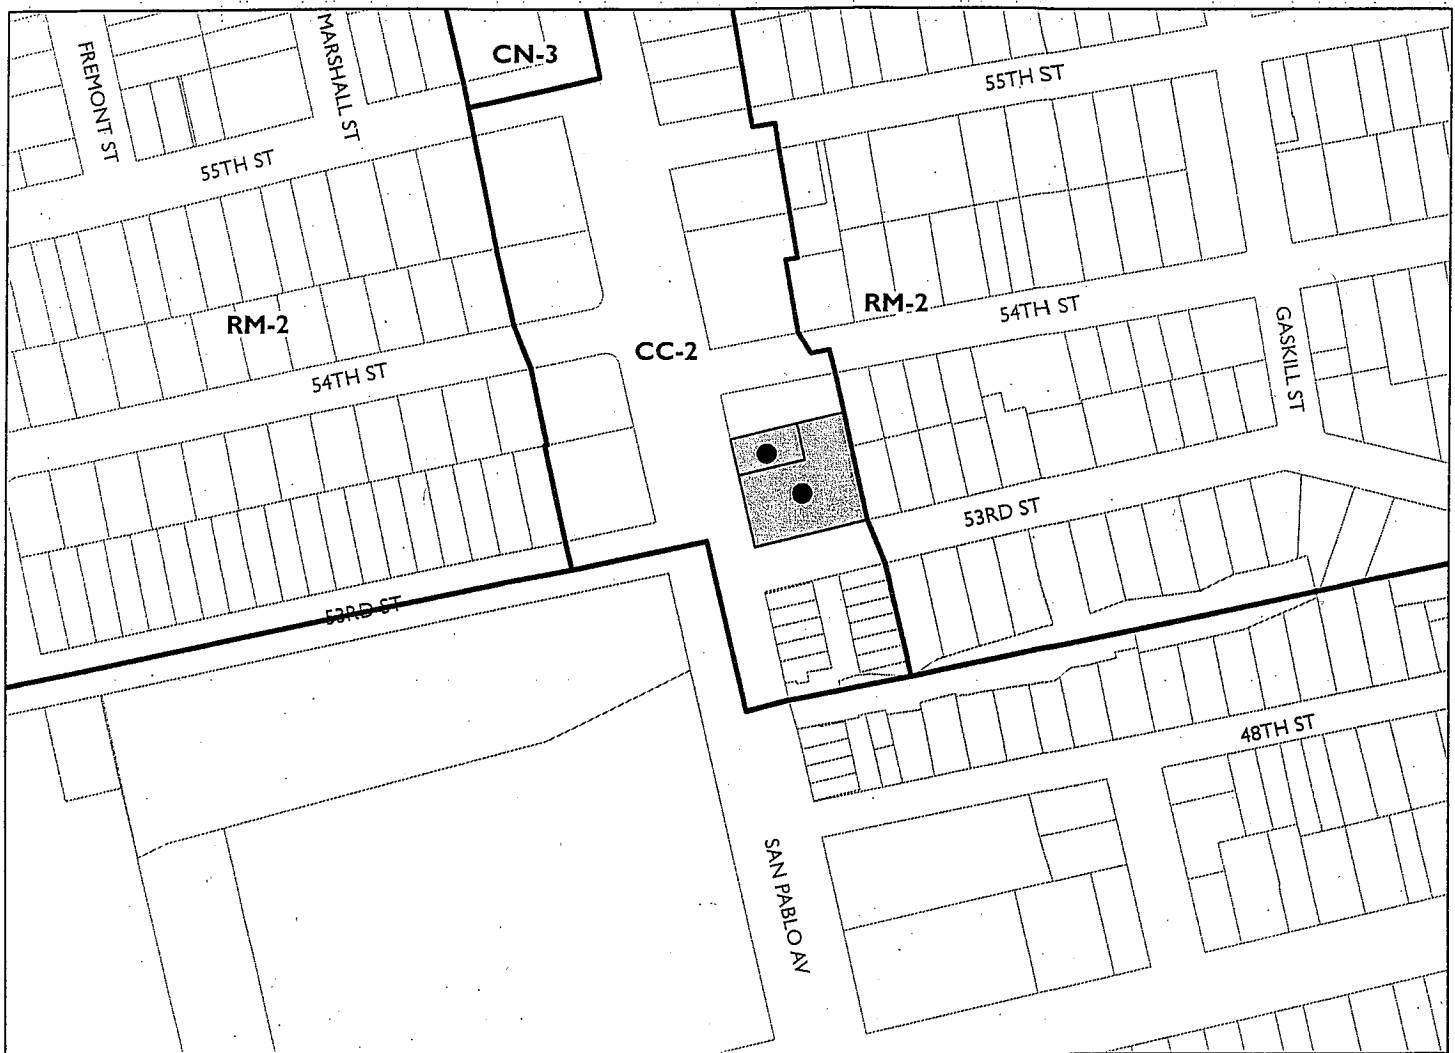 CN-3
FREMONT ST
MARSHALL ST
55TH ST
55TH ST
RM-2
CC-2
RM-2
54TH ST
54TH ST
GASKILL ST
53RD ST
53RD ST
48TH ST
SAN PABLO AV